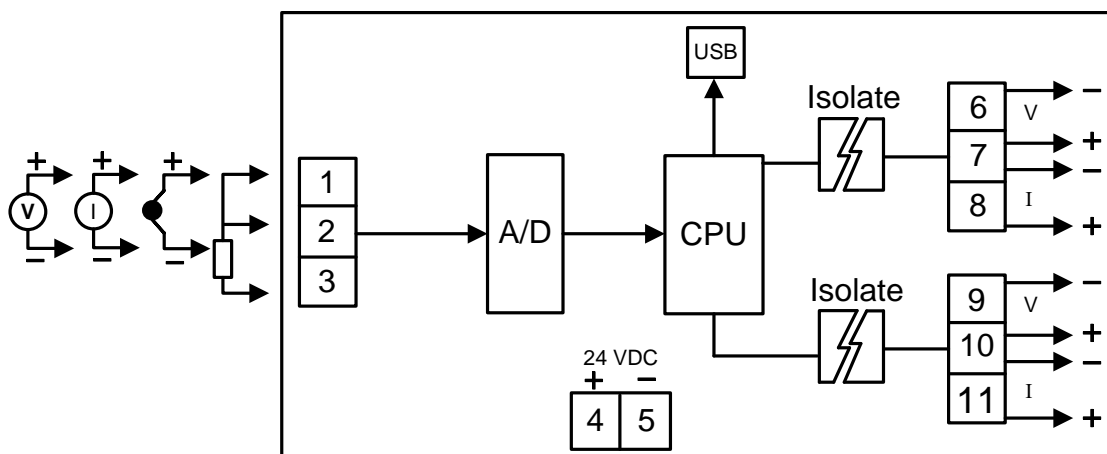 USB
Isolate
6
V
−
+
7
−
8
I
+
+
+
+
V
I
−
−
−
1
2
3
A/D
CPU
Isolate
9
V
−
+
10
−
11
I
+
24 VDC
+
−
4
5